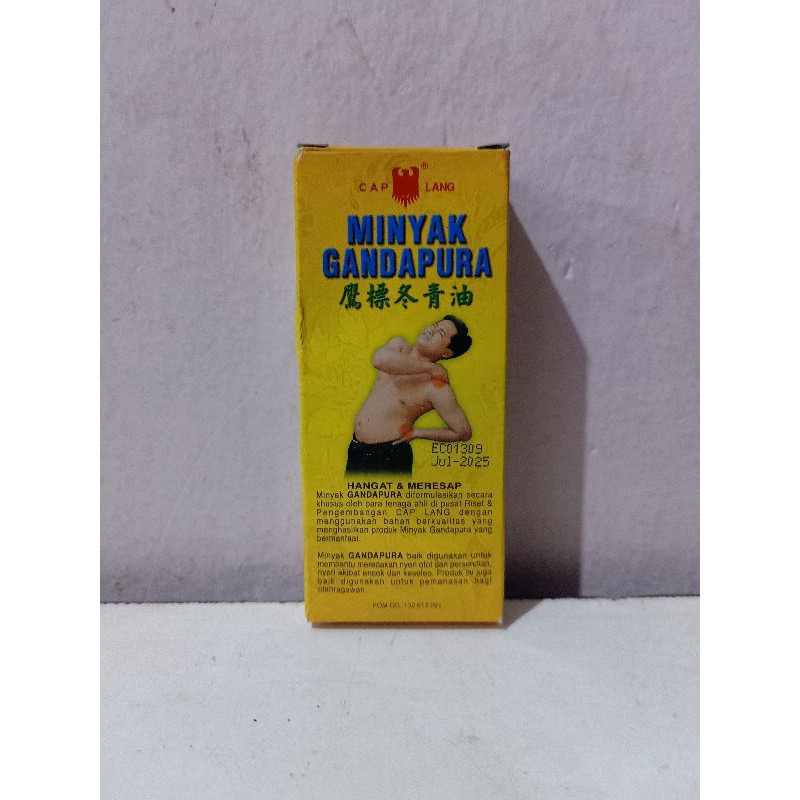 CAP LANG ®
MINYAK
GANDAPURA
鷹標冬青油
EC01309
Jul-2025
HANGAT & MERESAP
Minyak GANDAPURA diformulasikan secara
khusus oleh para tenaga ahli di pusat Riset &
Pengembangan CAP LANG dengan
menggunakan bahan berkualitas yang
menghasilkan produk Minyak Gandapura yang
bermanfaat.
Minyak GANDAPURA baik digunakan untuk
membantu meredakan nyeri otot dan persendian,
nyeri akibat encok dan keseleo. Produk ini juga
baik digunakan untuk pemanasan bagi
olahragawan.
POM